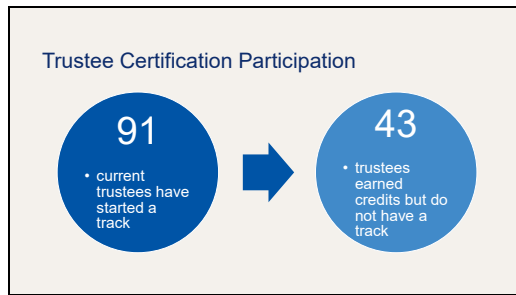 Trustee Certification Participation
91
• current
trustees have
started a
track
43
• trustees
earned
credits but do
not have a
track